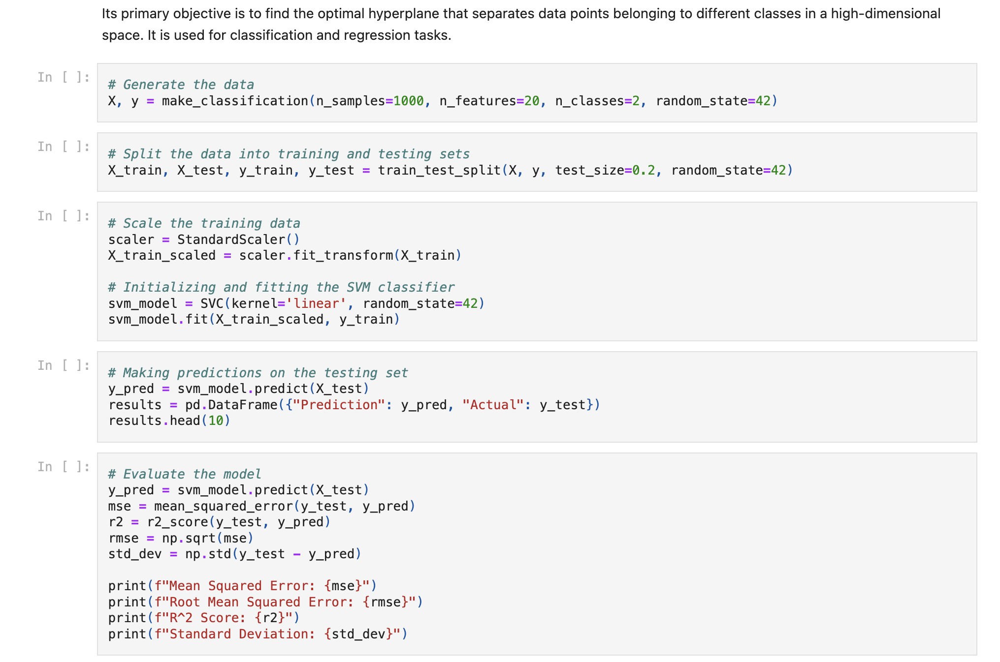 Its primary objective is to find the optimal hyperplane that separates data points belonging to different classes in a high-dimensional
space. It is used for classification and regression tasks.
In [ ]:
# Generate the data
X, y = make_classification(n_samples=1000, n_features=20, n_classes=2, random_state=42)
In [ ]:
# Split the data into training and testing sets
X_train, X_test, y_train, y_test = train_test_split(X, y, test_size=0.2, random_state=42)
In [ ]:
# Scale the training data
scaler = StandardScaler()
X_train_scaled = scaler.fit_transform(X_train)
# Initializing and fitting the SVM classifier
svm_model = SVC(kernel='linear', random_state=42)
svm_model.fit(X_train_scaled, y_train)
In [ ]:
# Making predictions on the testing set
y_pred = svm_model.predict(X_test)
results = pd.DataFrame({"Prediction": y_pred, "Actual": y_test})
results.head(10)
In [ ]:
# Evaluate the model
y_pred = svm_model.predict(X_test)
mse = mean_squared_error(y_test, y_pred)
r2 = r2_score(y_test, y_pred)
rmse = np.sqrt(mse)
std_dev = np.std(y_test - y_pred)
print(f"Mean Squared Error: {mse}")
print(f"Root Mean Squared Error: {rmse}")
print(f"R^2 Score: {r2}")
print(f"Standard Deviation: {std_dev}")